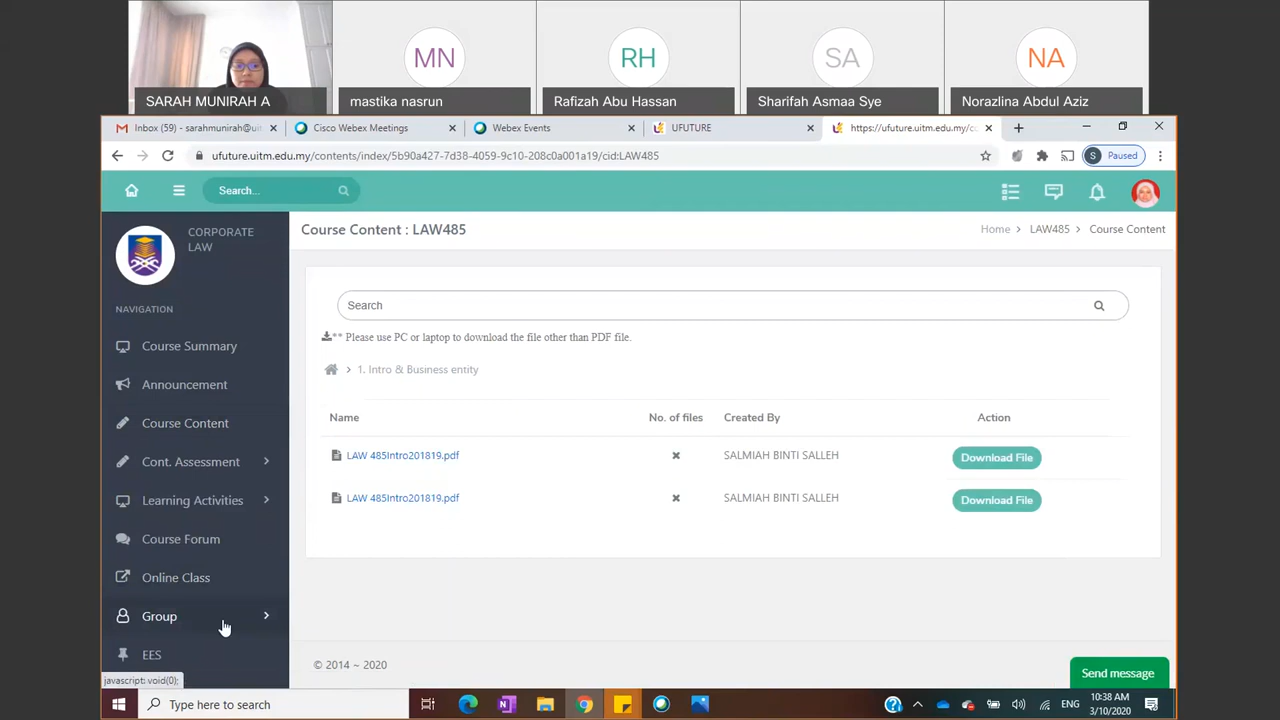 MN
RH
SA
NA
SARAH MUNIRAH A
mastika nasrun
Rafizah Abu Hassan
Sharifah Asmaa Sye
Norazlina Abdul Aziz
Inbox (59) - sarahmunirah@ui
Cisco Webex Meetings
Webex Events
UFUTURE
https://ufuture.uitm.edu.my/cc
ufuture.uitm.edu.my/contents/index/5b90a427-7d38-4059-9c10-208c0a001a19/cid:LAW485
S Paused
Search...
CORPORATE
LAW
Course Content : LAW485
Home > LAW485 > Course Content
NAVIGATION
Course Summary
Announcement
Course Content
Cont. Assessment
Learning Activities
Course Forum
Online Class
Group
EES
javascript: void(0);
Search
** Please use PC or laptop to download the file other than PDF file.
1. Intro & Business entity
Name No. of files Created By Action
LAW 485Intro201819.pdf SALMIAH BINTI SALLEH Download File
LAW 485Intro201819.pdf SALMIAH BINTI SALLEH Download File
© 2014 ~ 2020
Send message
Type here to search
ENG
10:38 AM
3/10/2020